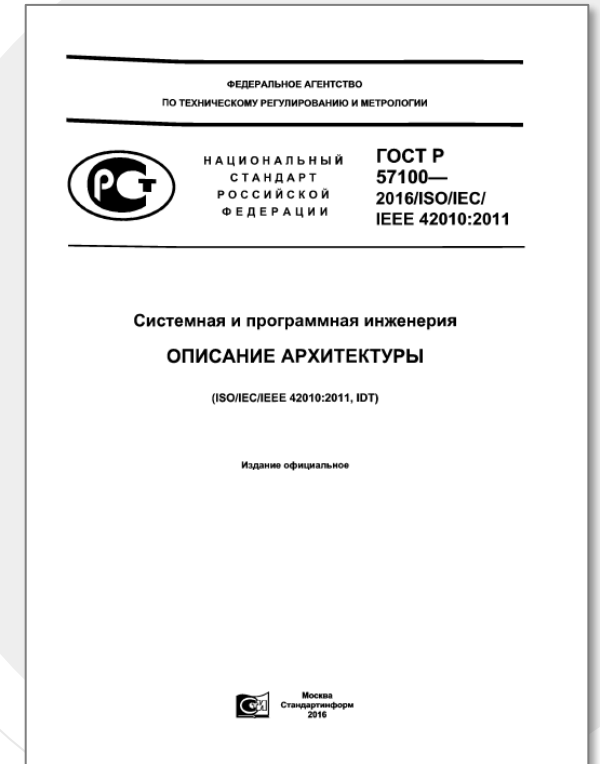 ФЕДЕРАЛЬНОЕ АГЕНТСТВО
ПО ТЕХНИЧЕСКОМУ РЕГУЛИРОВАНИЮ И МЕТРОЛОГИИ
РСТ
НАЦИОНАЛЬНЫЙ
СТАНДАРТ
РОССИЙСКОЙ
ФЕДЕРАЦИИ
ГОСТ Р
57100—
2016/ISO/IEC/
IEEE 42010:2011
Системная и программная инженерия
ОПИСАНИЕ АРХИТЕКТУРЫ
(ISO/IEC/IEEE 42010:2011, IDT)
Издание официальное
Москва
Стандартинформ
2016